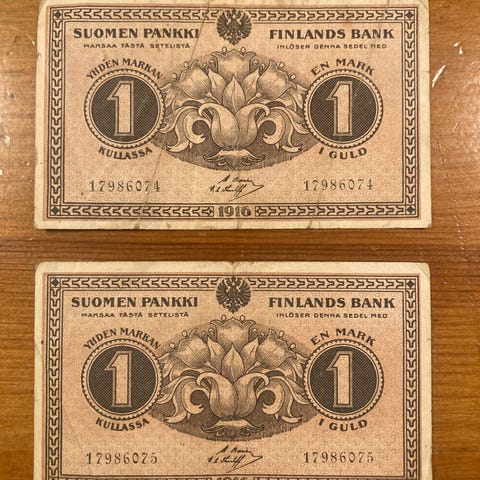 SUOMEN PANKKI FINLANDS BANK
MAKSAA TÄSTÄ SETELISTÄ INLÖSER DENNA SEDEL MED
YHDEN MARKAN EN MARK
1 1
KULLASSA I GULD
17986074 17986074
1916
SUOMEN PANKKI FINLANDS BANK
MAKSAA TÄSTÄ SETELISTÄ INLÖSER DENNA SEDEL MED
YHDEN MARKAN EN MARK
1 1
KULLASSA I GULD
17986075 17986075